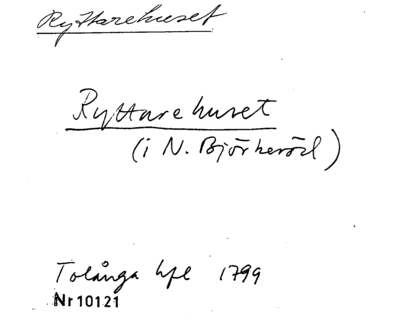 Ryttarehuset
Ryttarehuset
(i N. Björkeröd)
Tolånga hfl 1799
Nr 10121